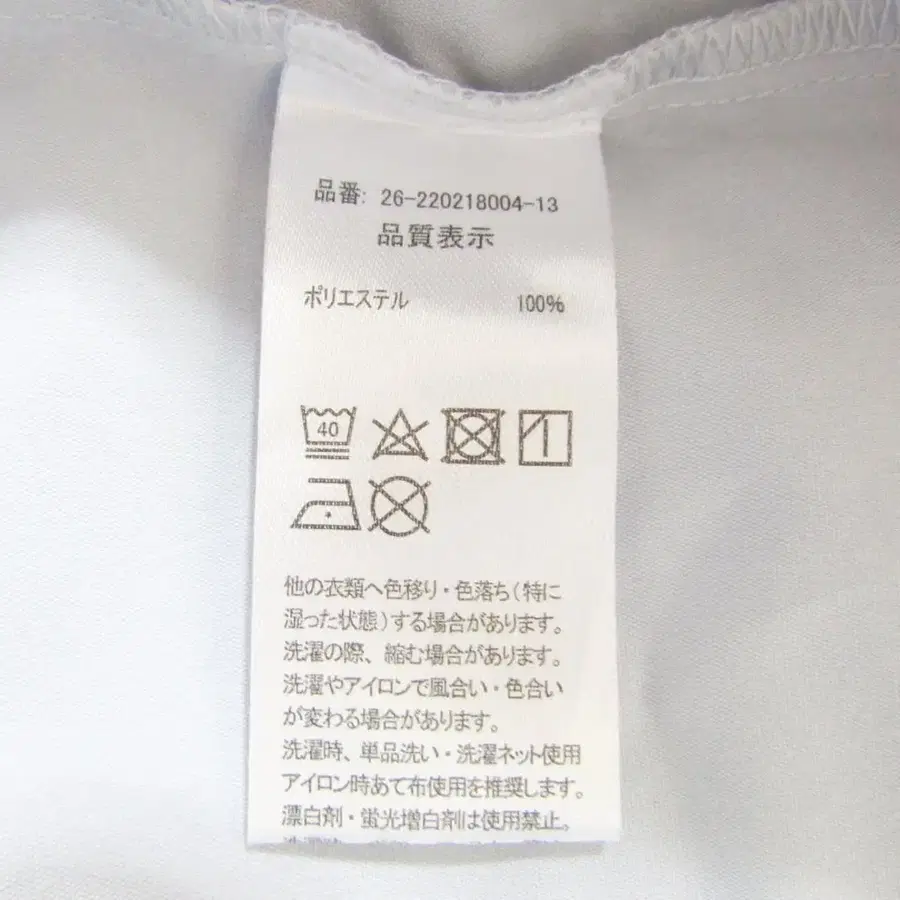 品番: 26-220218004-13
品質表示
ポリエステル 100%
40
他の衣類へ色移り・色落ち(特に
湿った状態)する場合があります。
洗濯の際、縮む場合があります。
洗濯やアイロンで風合い・色合い
が変わる場合があります。
洗濯時、単品洗い・洗濯ネット使用
アイロン時あて布使用を推奨します。
漂白剤・蛍光増白剤は使用禁止。